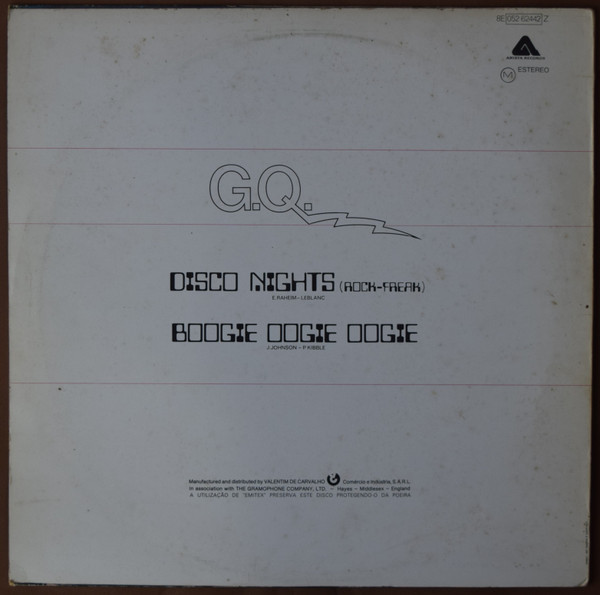 8E 052-62442 Z
ARISTA RECORDS
M ESTEREO
G.Q.
DISCO NIGHTS (ROCK-FREAK)
E.RAHEIM - LEBLANC
BOOGIE OOGIE OOGIE
J.JOHNSON - P.KIBBLE
Manufactured and distributed by VALENTIM DE CARVALHO Comércio e Indústria, S.A.R.L.
In association with THE GRAMOPHONE COMPANY, LTD. — Hayes — Middlesex — England
A UTILIZAÇÃO DE "EMITEX" PRESERVA ESTE DISCO PROTEGENDO-O DA POEIRA